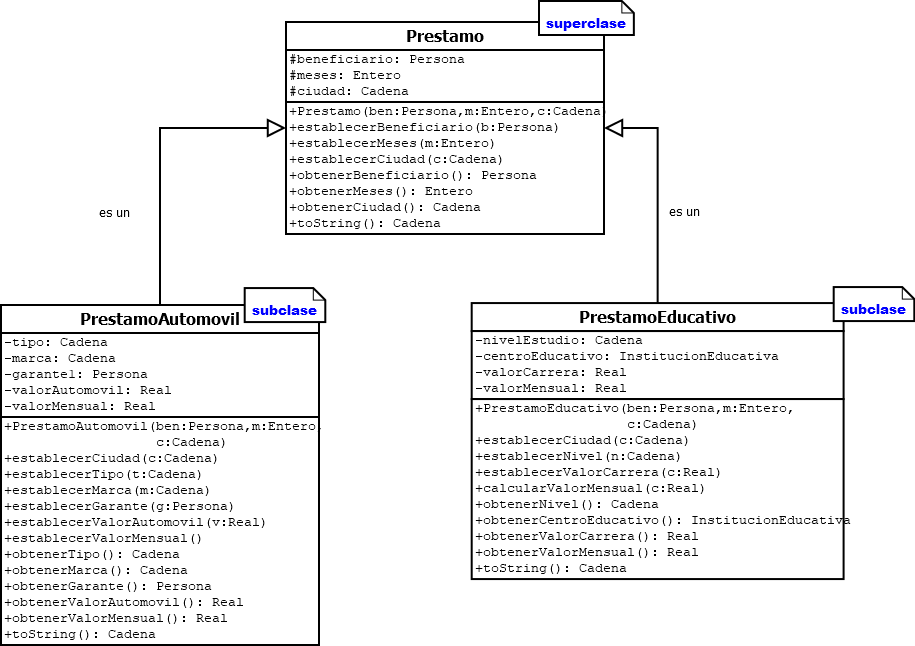 superclase
Prestamo
#beneficiario: Persona
#meses: Entero
#ciudad: Cadena
+Prestamo(ben:Persona,m:Entero,c:Cadena)
+establecerBeneficiario(b:Persona)
+establecerMeses(m:Entero)
+establecerCiudad(c:Cadena)
+obtenerBeneficiario(): Persona
+obtenerMeses(): Entero
+obtenerCiudad(): Cadena
+toString(): Cadena
es un
es un
subclase
PrestamoAutomovil
-tipo: Cadena
-marca: Cadena
-garante1: Persona
-valorAutomovil: Real
-valorMensual: Real
+PrestamoAutomovil(ben:Persona,m:Entero,
c:Cadena)
+establecerCiudad(c:Cadena)
+establecerTipo(t:Cadena)
+establecerMarca(m:Cadena)
+establecerGarante(g:Persona)
+establecerValorAutomovil(v:Real)
+establecerValorMensual()
+obtenerTipo(): Cadena
+obtenerMarca(): Cadena
+obtenerGarante(): Persona
+obtenerValorAutomovil(): Real
+obtenerValorMensual(): Real
+toString(): Cadena
subclase
PrestamoEducativo
-nivelEstudio: Cadena
-centroEducativo: InstitucionEducativa
-valorCarrera: Real
-valorMensual: Real
+PrestamoEducativo(ben:Persona,m:Entero,
c:Cadena)
+establecerCiudad(c:Cadena)
+establecerNivel(n:Cadena)
+establecerValorCarrera(c:Real)
+calcularValorMensual(c:Real)
+obtenerNivel(): Cadena
+obtenerCentroEducativo(): InstitucionEducativa
+obtenerValorCarrera(): Real
+obtenerValorMensual(): Real
+toString(): Cadena